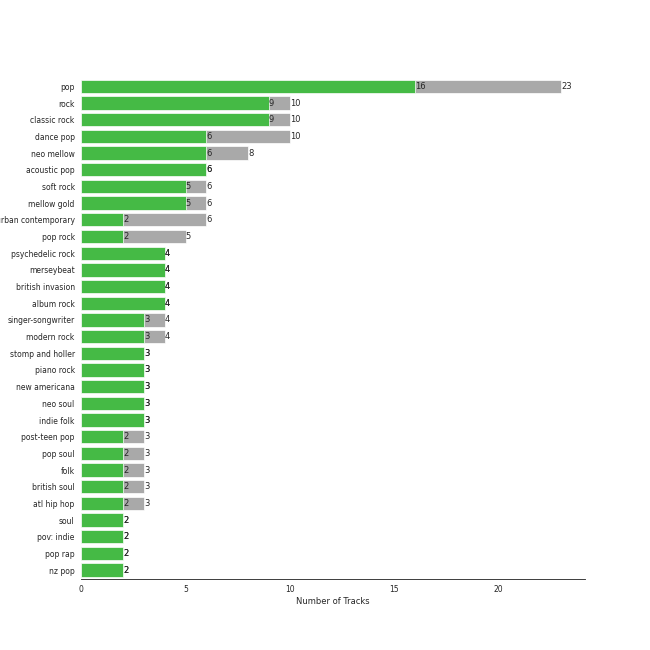 pop 16 23
rock 9 10
classic rock 9 10
dance pop 6 10
neo mellow 6 8
acoustic pop 6
soft rock 5 6
mellow gold 5 6
rban contemporary 2 6
pop rock 2 5
psychedelic rock 4
merseybeat 4
british invasion 4
album rock 4
singer-songwriter 3 4
modern rock 3 4
stomp and holler 3
piano rock 3
new americana 3
neo soul 3
indie folk 3
post-teen pop 2 3
pop soul 2 3
folk 2 3
british soul 2 3
atl hip hop 2 3
soul 2
pov: indie 2
pop rap 2
nz pop 2
0 5 10 15 20
Number of Tracks